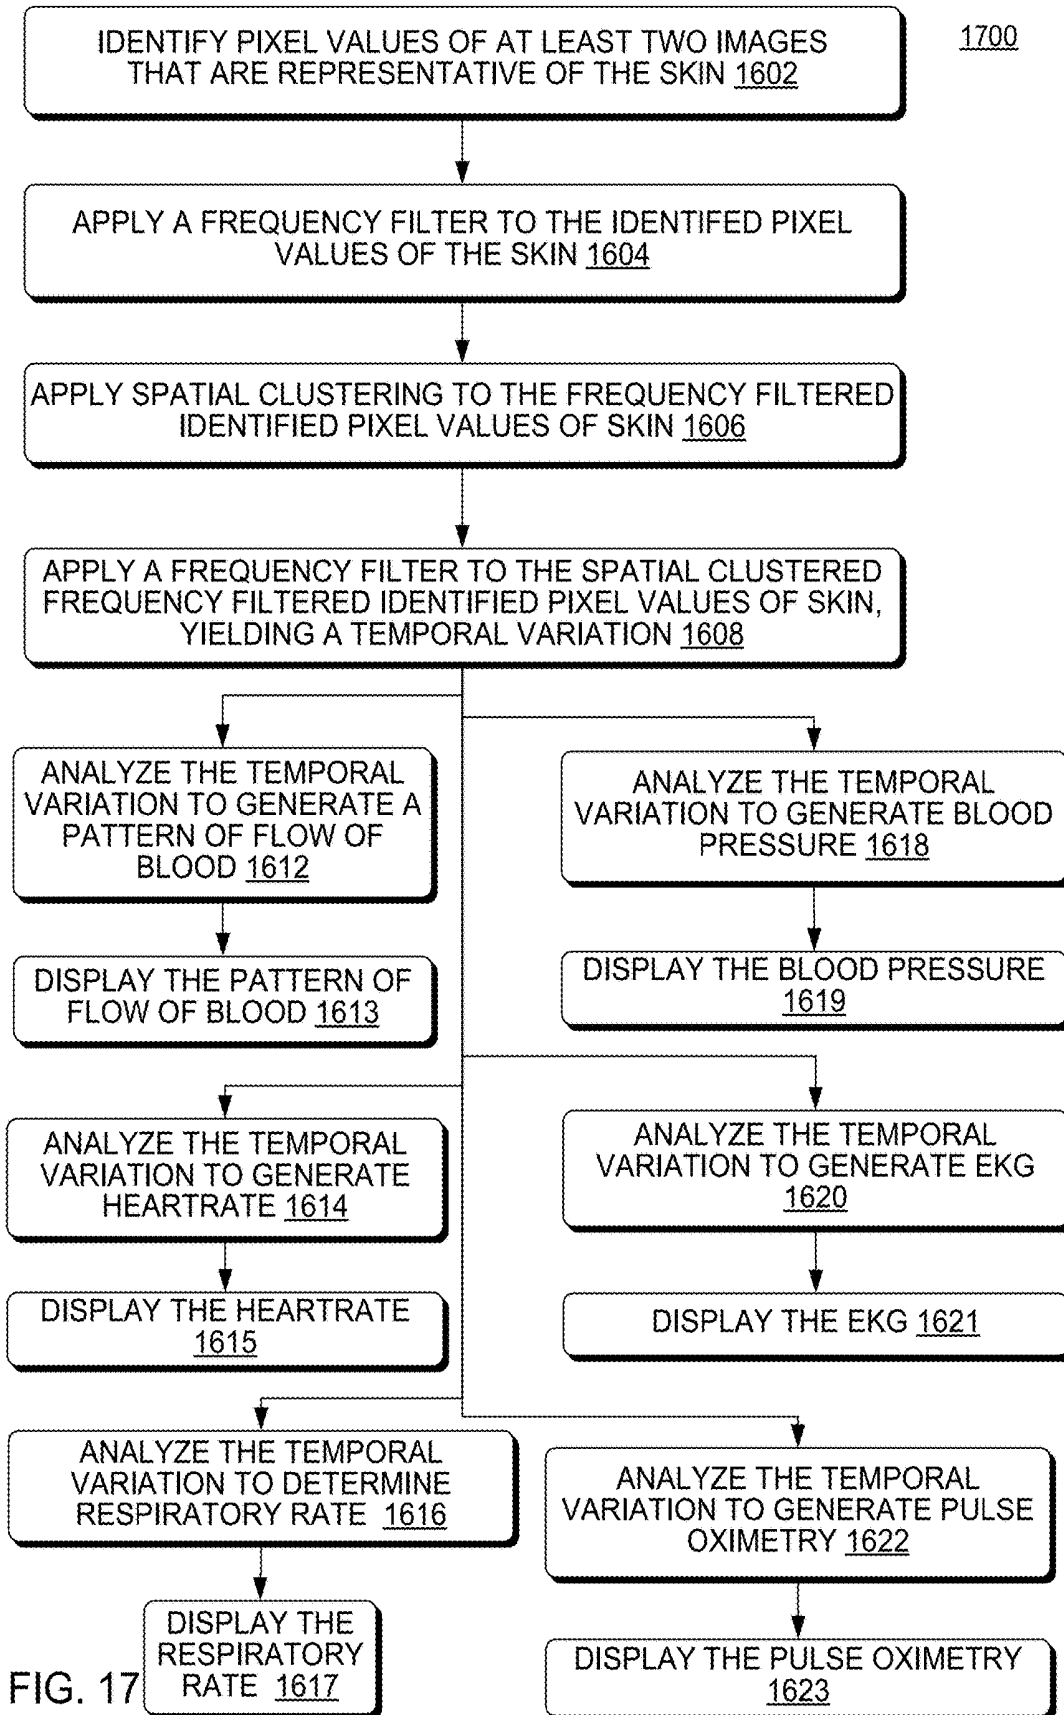 1700
IDENTIFY PIXEL VALUES OF AT LEAST TWO IMAGES
THAT ARE REPRESENTATIVE OF THE SKIN 1602
APPLY A FREQUENCY FILTER TO THE IDENTIFED PIXEL
VALUES OF THE SKIN 1604
APPLY SPATIAL CLUSTERING TO THE FREQUENCY FILTERED
IDENTIFIED PIXEL VALUES OF SKIN 1606
APPLY A FREQUENCY FILTER TO THE SPATIAL CLUSTERED
FREQUENCY FILTERED IDENTIFIED PIXEL VALUES OF SKIN,
YIELDING A TEMPORAL VARIATION 1608
ANALYZE THE TEMPORAL
VARIATION TO GENERATE A
PATTERN OF FLOW OF
BLOOD 1612
DISPLAY THE PATTERN OF
FLOW OF BLOOD 1613
ANALYZE THE TEMPORAL
VARIATION TO GENERATE BLOOD
PRESSURE 1618
DISPLAY THE BLOOD PRESSURE
1619
ANALYZE THE TEMPORAL
VARIATION TO GENERATE
HEARTRATE 1614
DISPLAY THE HEARTRATE
1615
ANALYZE THE TEMPORAL
VARIATION TO GENERATE EKG
1620
DISPLAY THE EKG 1621
ANALYZE THE TEMPORAL
VARIATION TO DETERMINE
RESPIRATORY RATE 1616
DISPLAY THE
RESPIRATORY
RATE 1617
ANALYZE THE TEMPORAL
VARIATION TO GENERATE PULSE
OXIMETRY 1622
DISPLAY THE PULSE OXIMETRY
1623
FIG. 17